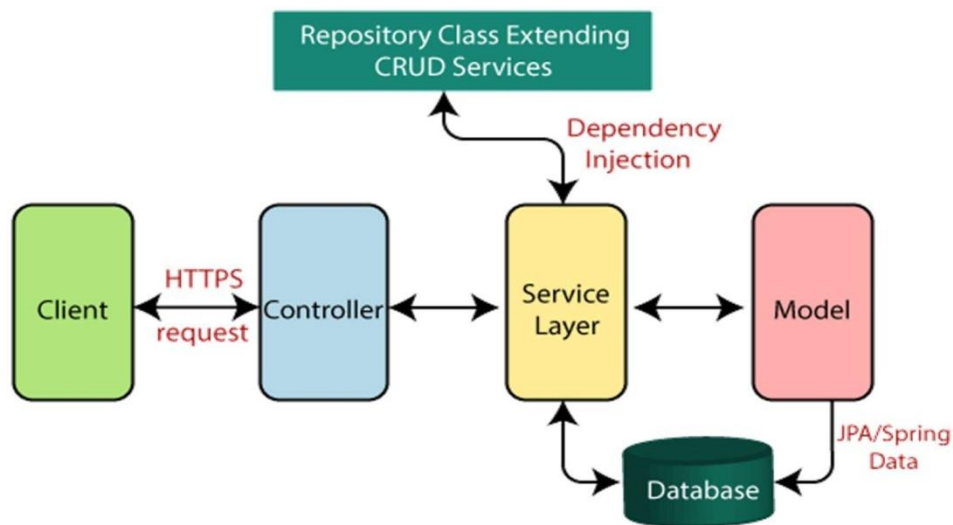 Repository Class Extending
CRUD Services
Dependency
Injection
Client
HTTPS
request
Controller
Service
Layer
Model
JPA/Spring
Data
Database